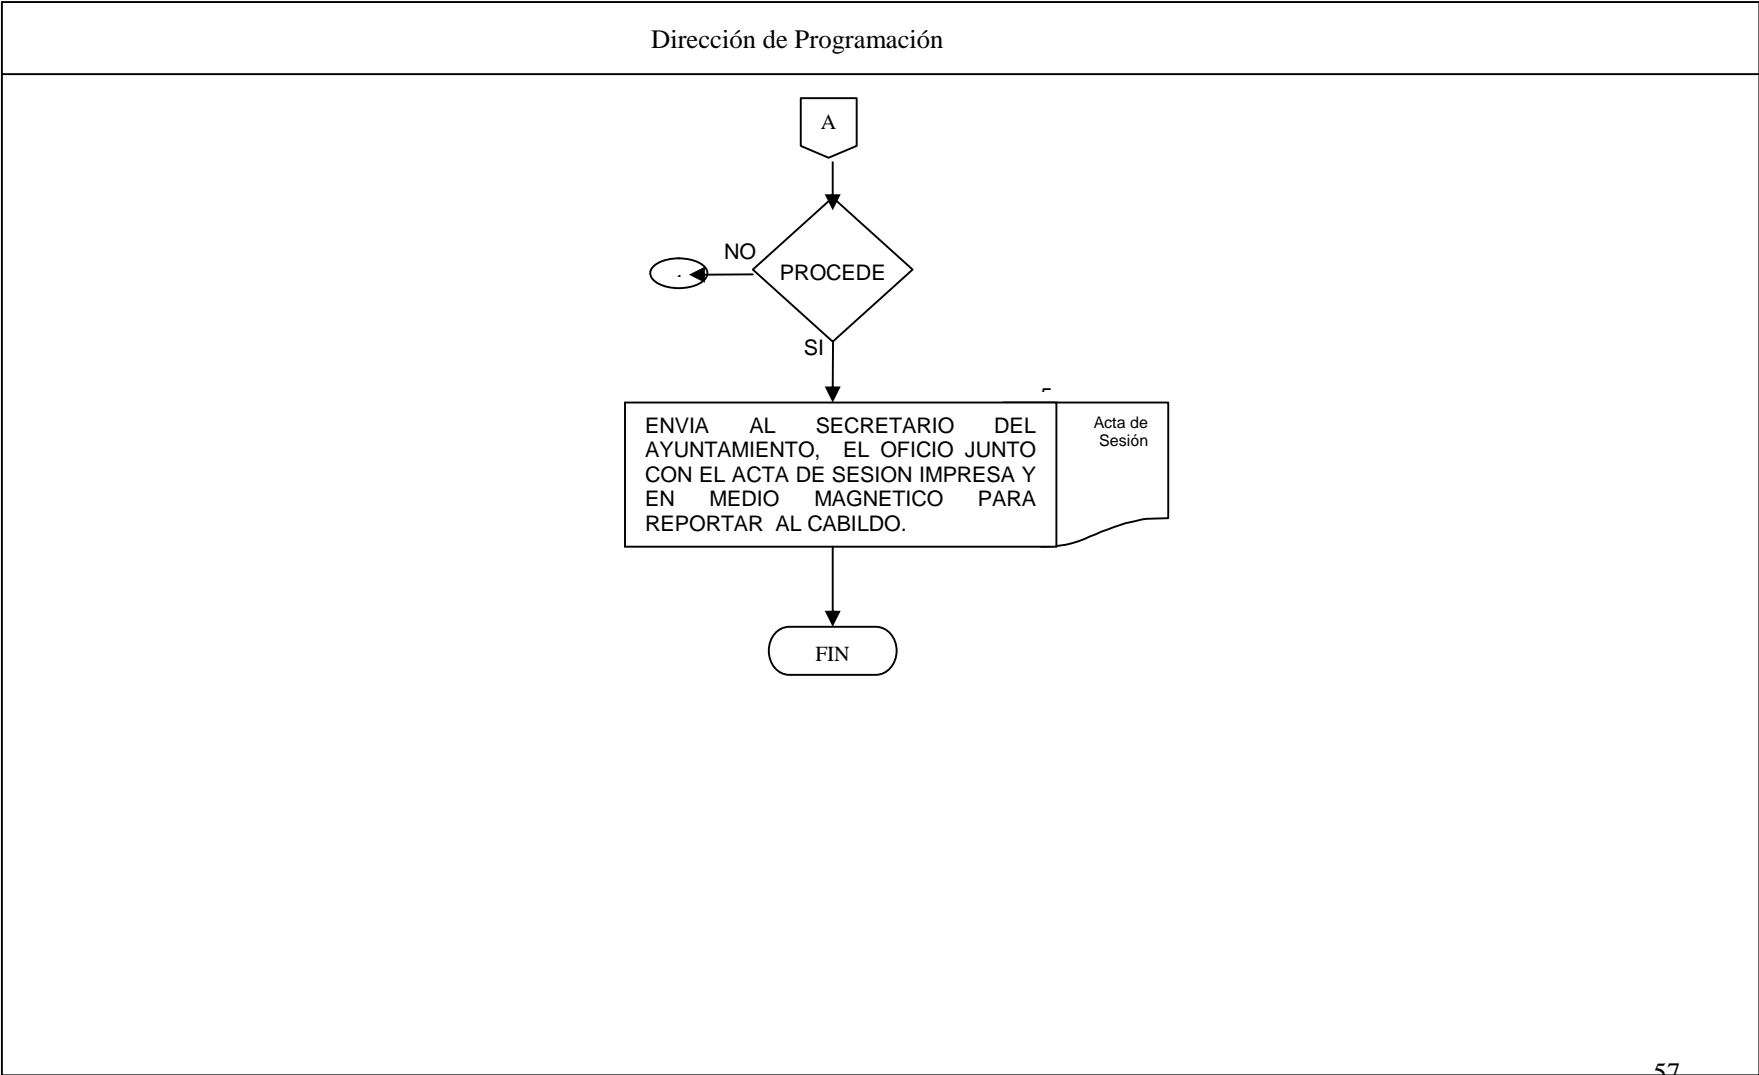 Dirección de Programación
A
NO
PROCEDE
SI
ENVIA AL SECRETARIO DEL
AYUNTAMIENTO, EL OFICIO JUNTO
CON EL ACTA DE SESION IMPRESA Y
EN MEDIO MAGNETICO PARA
REPORTAR AL CABILDO.
Acta de
Sesión
FIN
57